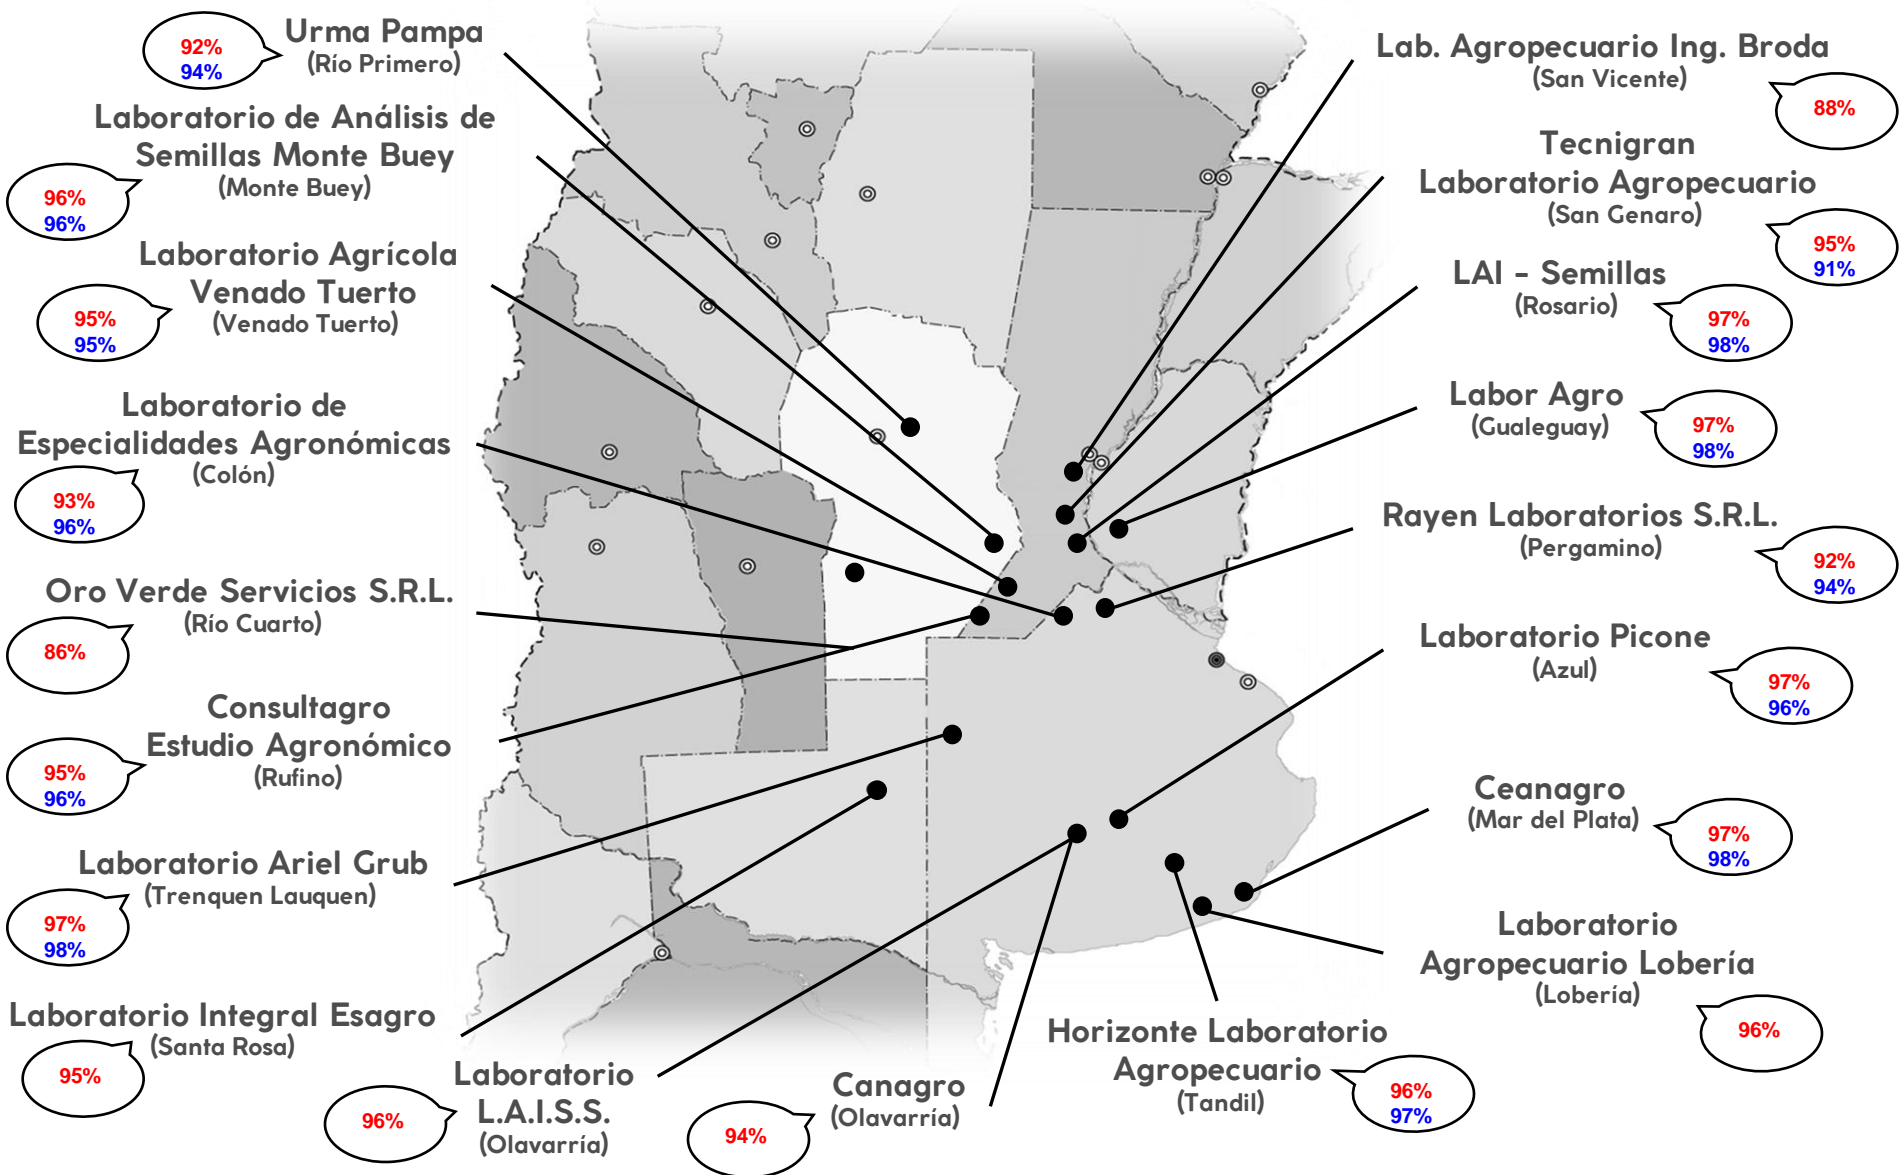 Urma Pampa
(Río Primero)
92%
94%
Laboratorio de Análisis de
Semillas Monte Buey
(Monte Buey)
96%
96%
Laboratorio Agrícola
Venado Tuerto
(Venado Tuerto)
95%
95%
Laboratorio de
Especialidades Agronómicas
(Colón)
93%
96%
Oro Verde Servicios S.R.L.
(Río Cuarto)
86%
Consultagro
Estudio Agronómico
(Rufino)
95%
96%
Laboratorio Ariel Grub
(Trenquen Lauquen)
97%
98%
Laboratorio Integral Esagro
(Santa Rosa)
95%
Laboratorio
L.A.I.S.S.
(Olavarría)
96%
Canagro
(Olavarría)
94%
Horizonte Laboratorio
Agropecuario
(Tandil)
96%
97%
Lab. Agropecuario Ing. Broda
(San Vicente)
88%
Tecnigran
Laboratorio Agropecuario
(San Genaro)
95%
91%
LAI - Semillas
(Rosario)
97%
98%
Labor Agro
(Gualeguay)
97%
98%
Rayen Laboratorios S.R.L.
(Pergamino)
92%
94%
Laboratorio Picone
(Azul)
97%
96%
Ceanagro
(Mar del Plata)
97%
98%
Laboratorio
Agropecuario Lobería
(Lobería)
96%